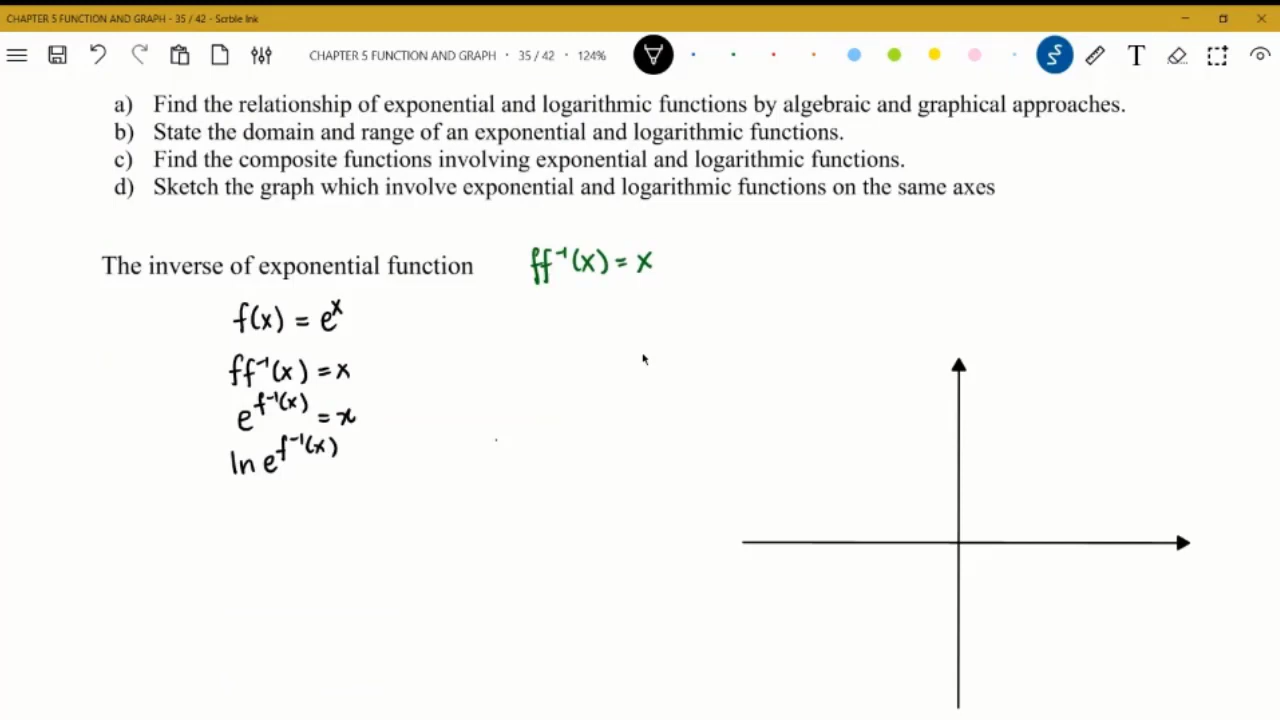 CHAPTER 5 FUNCTION AND GRAPH - 35 / 42 - Scrble Ink
CHAPTER 5 FUNCTION AND GRAPH · 35 / 42 · 124%
T
a) Find the relationship of exponential and logarithmic functions by algebraic and graphical approaches.
b) State the domain and range of an exponential and logarithmic functions.
c) Find the composite functions involving exponential and logarithmic functions.
d) Sketch the graph which involve exponential and logarithmic functions on the same axes
The inverse of exponential function ff⁻¹(x) = x
f(x) = eˣ
ff⁻¹(x) = x
e^f⁻¹(x) = x
ln e^f⁻¹(x)